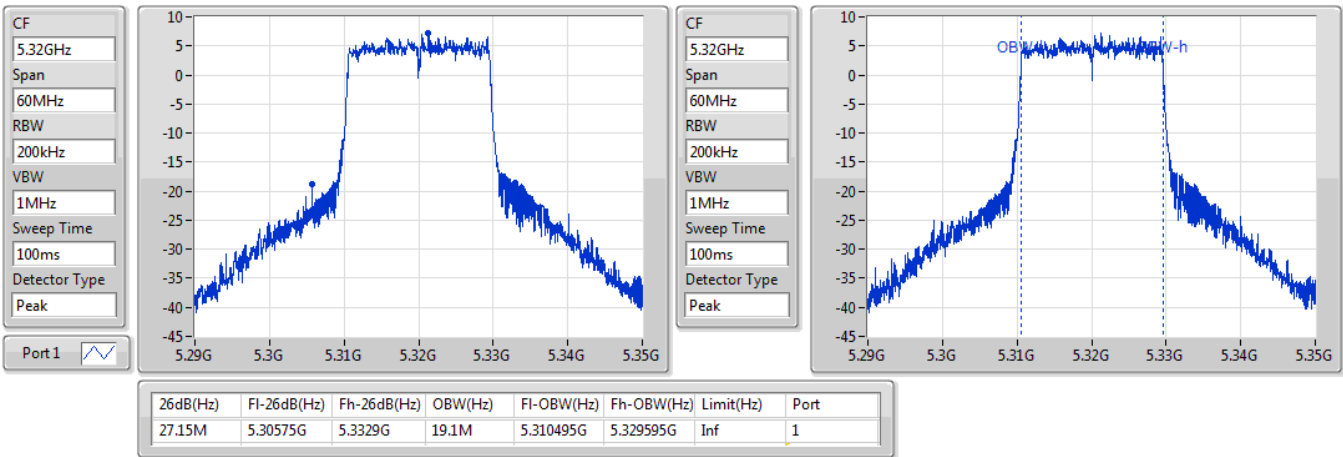 CF
5.32GHz
Span
60MHz
RBW
200kHz
VBW
1MHz
Sweep Time
100ms
Detector Type
Peak
Port 1
10
5
0
-5
-10
-15
-20
-25
-30
-35
-40
-45
5.29G 5.3G 5.31G 5.32G 5.33G 5.34G 5.35G
CF
5.32GHz
Span
60MHz
RBW
200kHz
VBW
1MHz
Sweep Time
100ms
Detector Type
Peak
10
5
0
-5
-10
-15
-20
-25
-30
-35
-40
-45
5.29G 5.3G 5.31G 5.32G 5.33G 5.34G 5.35G
26dB(Hz) Fl-26dB(Hz) Fh-26dB(Hz) OBW(Hz) Fl-OBW(Hz) Fh-OBW(Hz) Limit(Hz) Port
27.15M 5.30575G 5.3329G 19.1M 5.310495G 5.329595G Inf 1